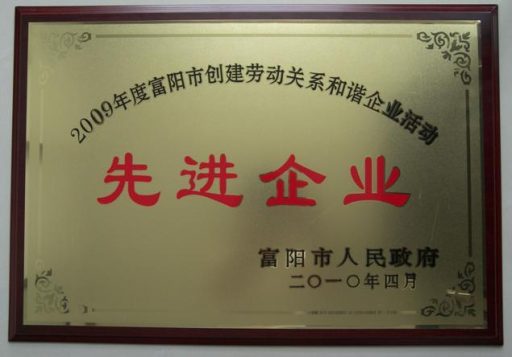 2009年度富阳市创建劳动关系和谐企业活动
先进企业
富阳市人民政府
二〇一〇年四月